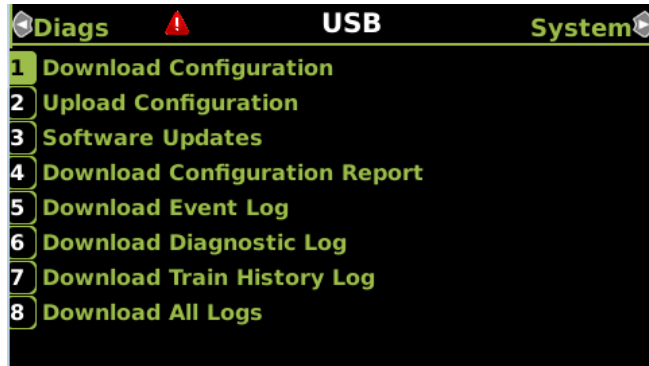 Diags USB System
1 Download Configuration
2 Upload Configuration
3 Software Updates
4 Download Configuration Report
5 Download Event Log
6 Download Diagnostic Log
7 Download Train History Log
8 Download All Logs